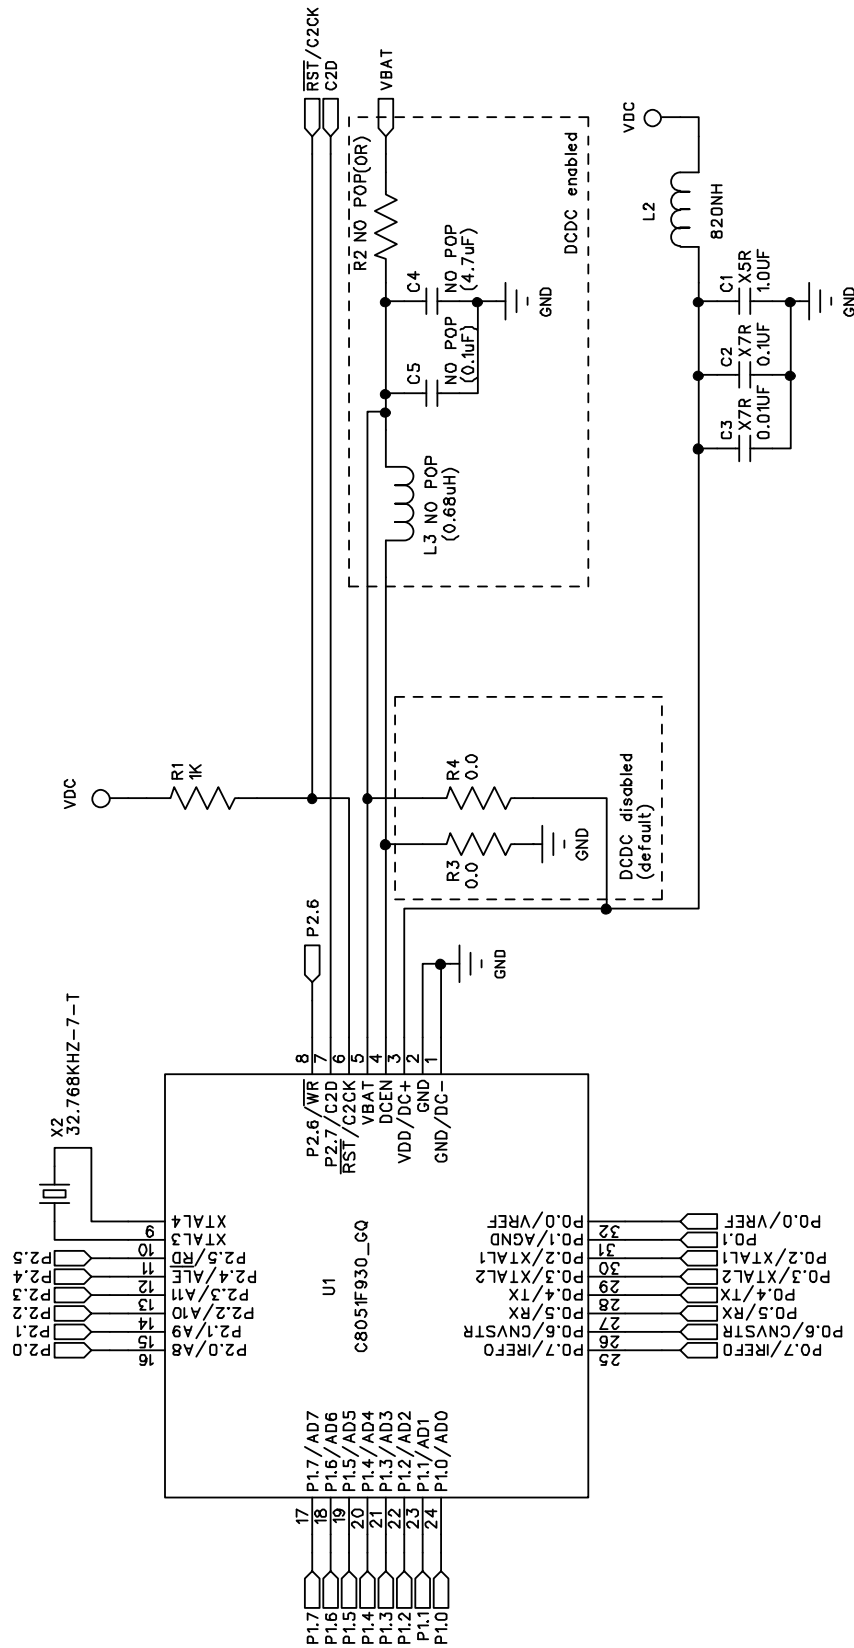 RST/C2CK
C2D
VBAT
R2 NO POP(0R)
C4
NO POP
(4.7uF)
C5
NO POP
(0.1uF)
GND
L3 NO POP
(0.68uH)
DCDC enabled
VDC
L2
820NH
C1
X5R
1.0UF
C2
X7R
0.1UF
C3
X7R
0.01UF
GND
VDC
R1
1K
R4
0.0
R3
0.0
GND
DCDC disabled
(default)
P2.6
GND
X2
32.768KHZ-7-T
8
7
6
5
4
3
2
1
P2.6/WR
P2.7/C2D
RST/C2CK
VBAT
DCEN
VDD/DC+
GND
GND/DC-
XTAL4
XTAL3
P2.5/RD
P2.4/ALE
P2.3/A11
P2.2/A10
P2.1/A9
P2.0/A8
9
10
11
12
13
14
15
16
P2.5
P2.4
P2.3
P2.2
P2.1
P2.0
U1
C8051F930_GQ
P0.0/VREF
P0.1/AGND
P0.2/XTAL1
P0.3/XTAL2
P0.4/TX
P0.5/RX
P0.6/CNVSTR
P0.7/IREF0
32
31
30
29
28
27
26
25
P0.0/VREF
P0.1
P0.2/XTAL1
P0.3/XTAL2
P0.4/TX
P0.5/RX
P0.6/CNVSTR
P0.7/IREF0
P1.7/AD7
P1.6/AD6
P1.5/AD5
P1.4/AD4
P1.3/AD3
P1.2/AD2
P1.1/AD1
P1.0/AD0
17
18
19
20
21
22
23
24
P1.7
P1.6
P1.5
P1.4
P1.3
P1.2
P1.1
P1.0